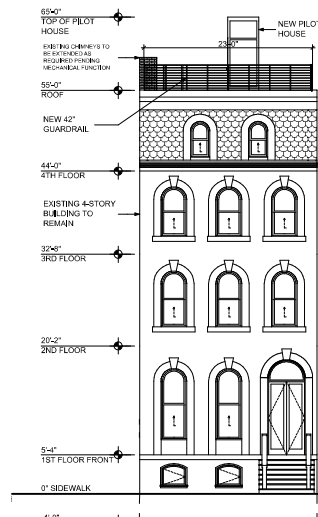 65'-0"
TOP OF PILOT
HOUSE
NEW PILO
HOUSE
23'-0"
EXISTING CHIMNEYS TO
BE EXTENDED AS
REQUIRED PENDING
MECHANICAL FUNCTION
55'-0"
ROOF
NEW 42"
GUARDRAIL
44'-0"
4TH FLOOR
EXISTING 4-STORY
BUILDING TO
REMAIN
32'-8"
3RD FLOOR
20'-2"
2ND FLOOR
5'-4"
1ST FLOOR FRONT
0" SIDEWALK